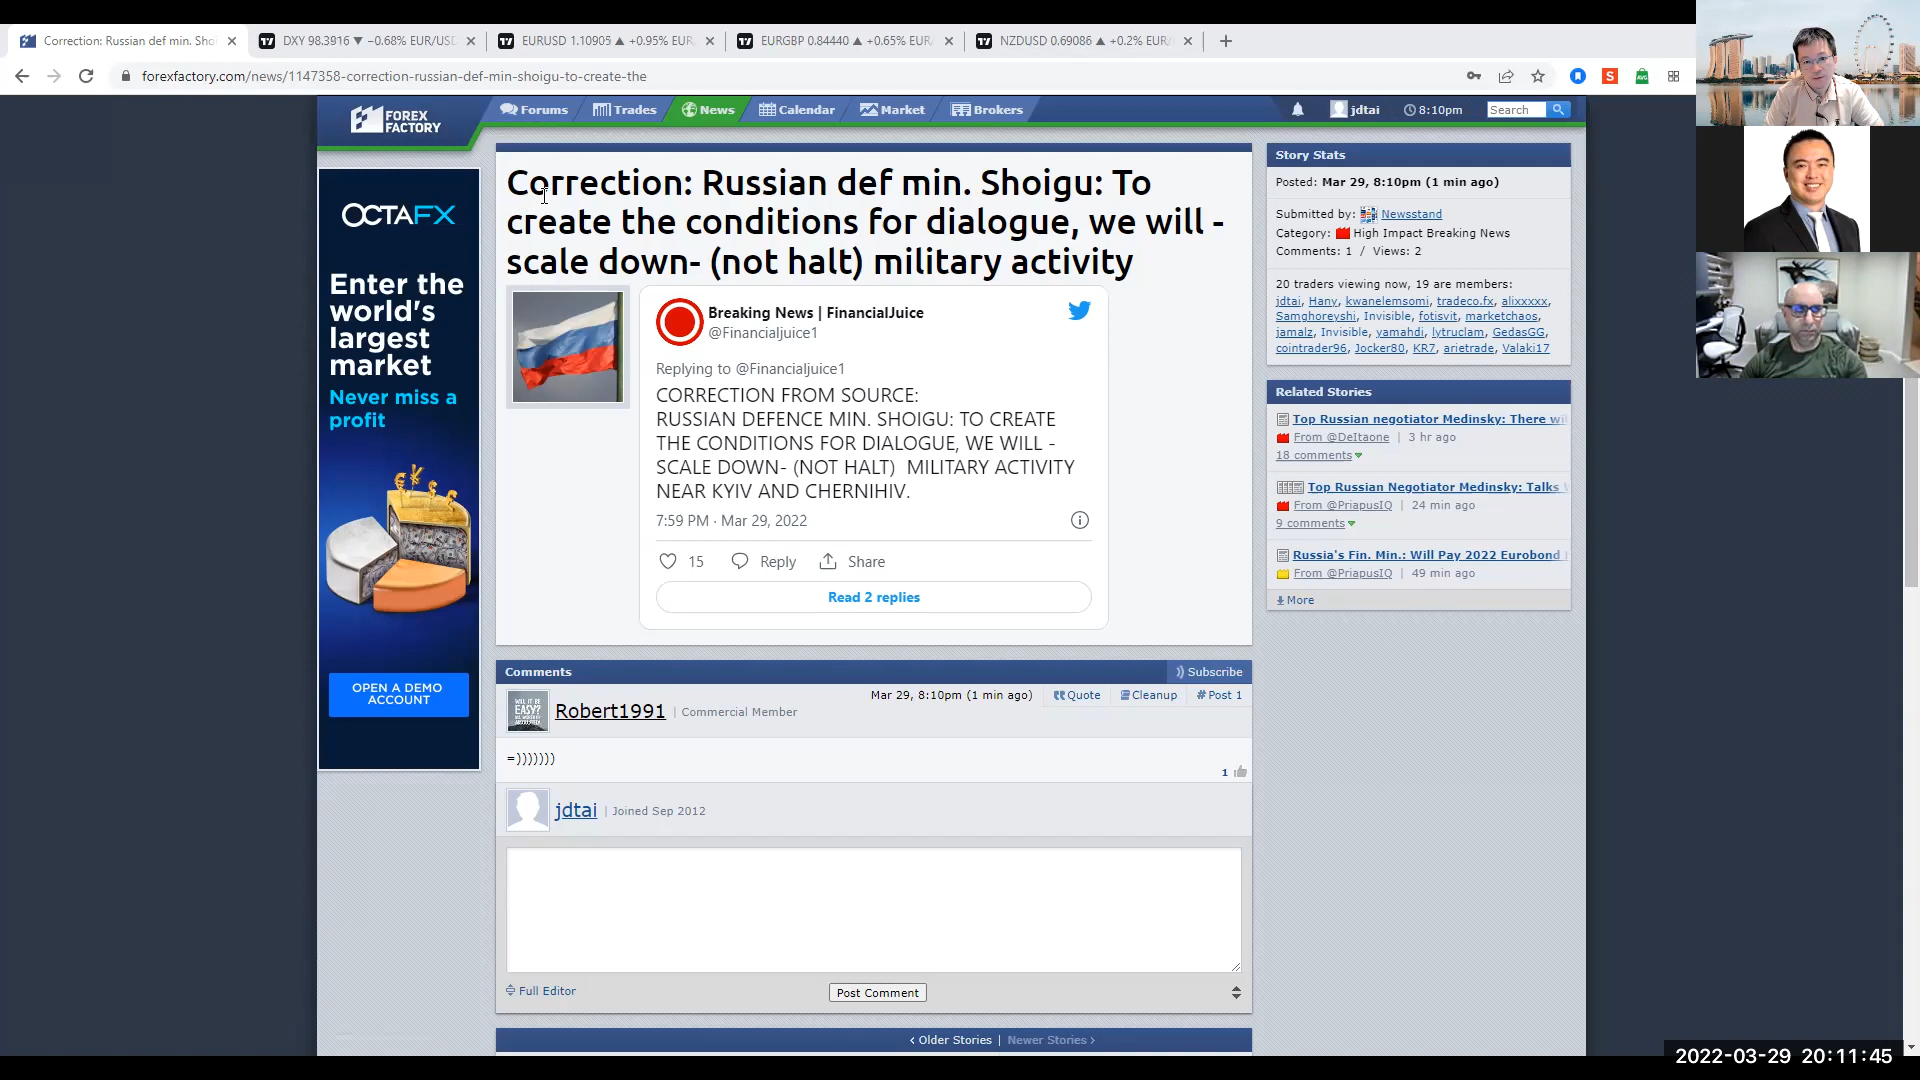 Correction: Russian def min. Sho
DXY 98.3916 ▼ −0.68% EUR/USD
EURUSD 1.10905 ▲ +0.95% EUR
EURGBP 0.84440 ▲ +0.65% EUR/
NZDUSD 0.69086 ▲ +0.2% EUR/
forexfactory.com/news/1147358-correction-russian-def-min-shoigu-to-create-the
FOREX
FACTORY
Forums
Trades
News
Calendar
Market
Brokers
jdtai
8:10pm
Search
OCTAFX
Enter the
world's
largest
market
Never miss a
profit
OPEN A DEMO
ACCOUNT
Correction: Russian def min. Shoigu: To
create the conditions for dialogue, we will -
scale down- (not halt) military activity
Breaking News | FinancialJuice
@Financialjuice1
Replying to @Financialjuice1
CORRECTION FROM SOURCE:
RUSSIAN DEFENCE MIN. SHOIGU: TO CREATE
THE CONDITIONS FOR DIALOGUE, WE WILL -
SCALE DOWN- (NOT HALT) MILITARY ACTIVITY
NEAR KYIV AND CHERNIHIV.
7:59 PM · Mar 29, 2022
15 Reply Share
Read 2 replies
Story Stats
Posted: Mar 29, 8:10pm (1 min ago)
Submitted by: Newsstand
Category: High Impact Breaking News
Comments: 1 / Views: 2
20 traders viewing now, 19 are members:
jdtai, Hany, kwanelemsomi, tradeco.fx, alixxxxx,
Samghoreyshi, Invisible, fotisvit, marketchaos,
jamalz, Invisible, yamahdi, lytruclam, GedasGG,
cointrader96, Jocker80, KR7, arietrade, Valaki17
Related Stories
Top Russian negotiator Medinsky: There wi
From @DeItaone | 3 hr ago
18 comments
Top Russian Negotiator Medinsky: Talks
From @PriapusIQ | 24 min ago
9 comments
Russia's Fin. Min.: Will Pay 2022 Eurobond
From @PriapusIQ | 49 min ago
More
Comments
Subscribe
WILL IT BE
EASY?
Robert1991 | Commercial Member
Mar 29, 8:10pm (1 min ago) Quote Cleanup # Post 1
=)))))))
1
jdtai | Joined Sep 2012
Full Editor
Post Comment
‹ Older Stories | Newer Stories ›
2022-03-29 20:11:45